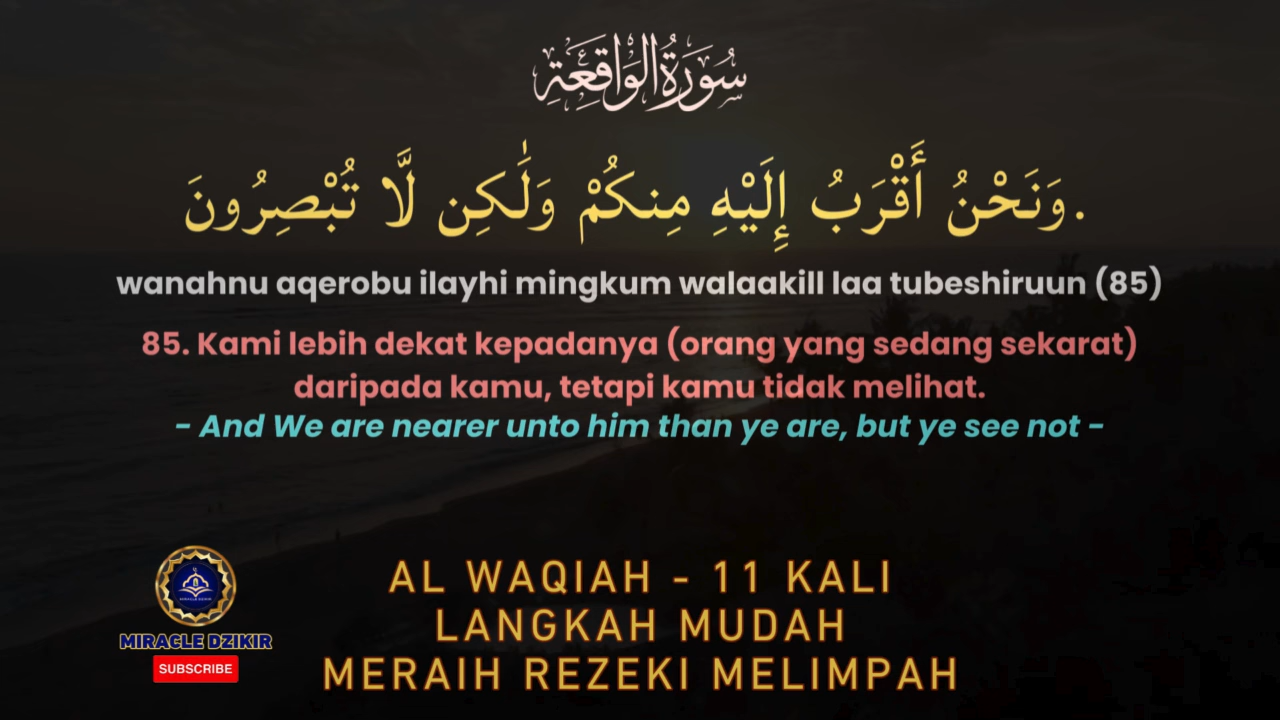 سُورَةُ الوَاقِعَةِ
وَنَحْنُ أَقْرَبُ إِلَيْهِ مِنكُمْ وَلَٰكِن لَّا تُبْصِرُونَ.
wanahnu aqerobu ilayhi mingkum walaakill laa tubeshiruun (85)
85. Kami lebih dekat kepadanya (orang yang sedang sekarat)
daripada kamu, tetapi kamu tidak melihat.
- And We are nearer unto him than ye are, but ye see not -
AL WAQIAH - 11 KALI
LANGKAH MUDAH
MERAIH REZEKI MELIMPAH
MIRACLE DZIKIR
MIRACLE DZIKIR
SUBSCRIBE